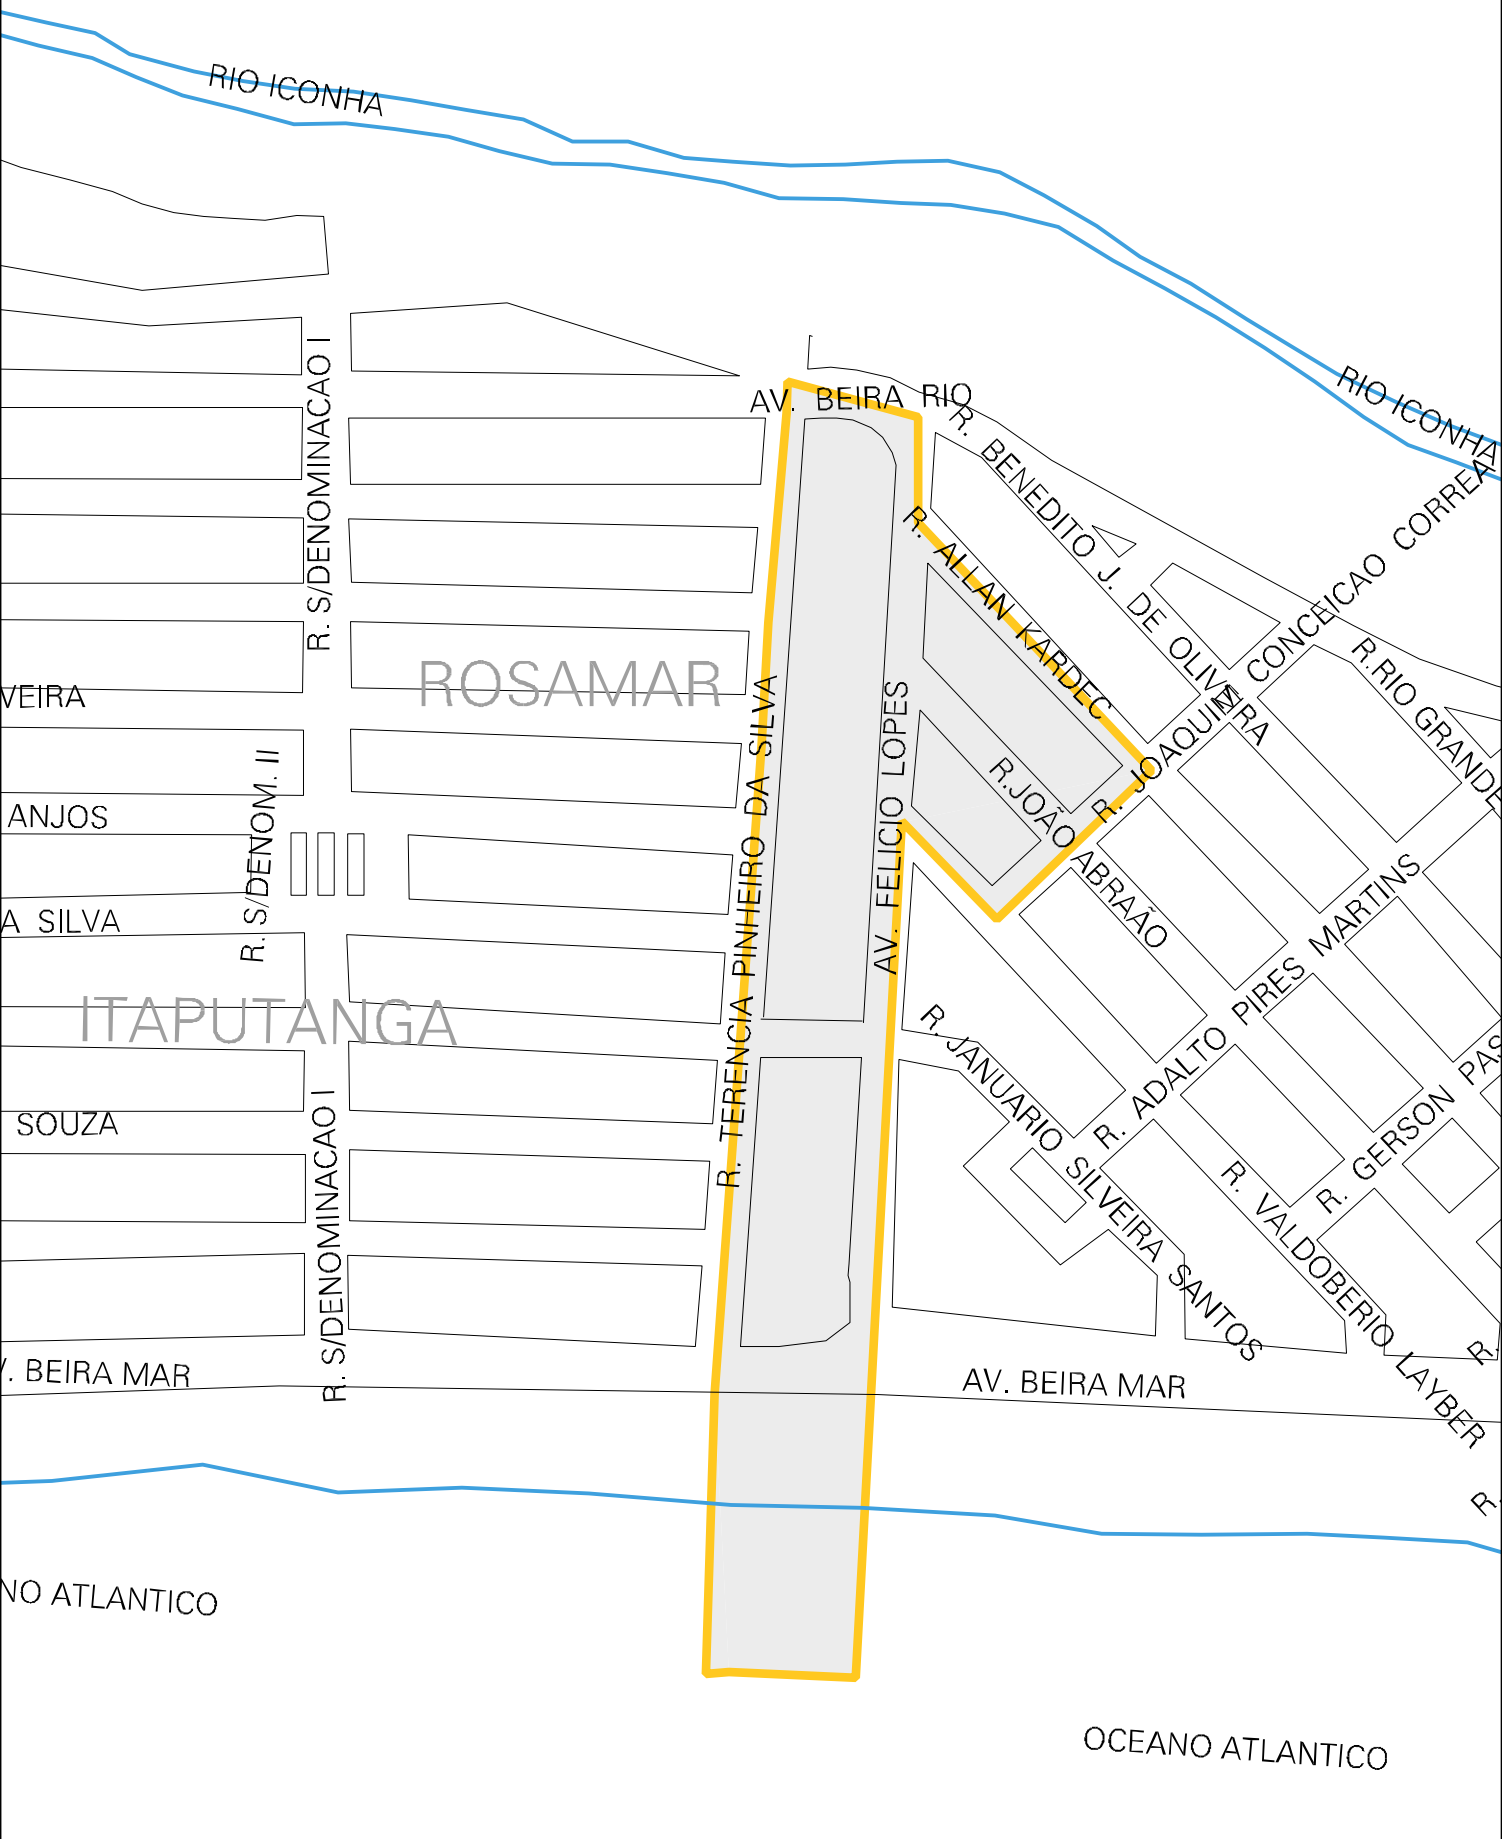 RIO ICONHA
RIO ICONHA
AV. BEIRA RIO
R. BENEDITO J. DE OLIVEIRA
R. ALLAN KARDEC
R. JOAQUIM CONCEICAO CORREA
R. S/DENOMINACAO I
ROSAMAR
R.RIO GRANDE
VEIRA
R. TERENCIA PINHEIRO DA SILVA
AV. FELICIO LOPES
R.JOÃO ABRAÃO
R. S/DENOM. II
ANJOS
A SILVA
R. ADALTO PIRES MARTINS
ITAPUTANGA
R. JANUARIO SILVEIRA SANTOS
R. GERSON PAS
SOUZA
R. S/DENOMINACAO I
R. VALDOBERIO LAYBER
R.
. BEIRA MAR
AV. BEIRA MAR
R.
NO ATLANTICO
OCEANO ATLANTICO